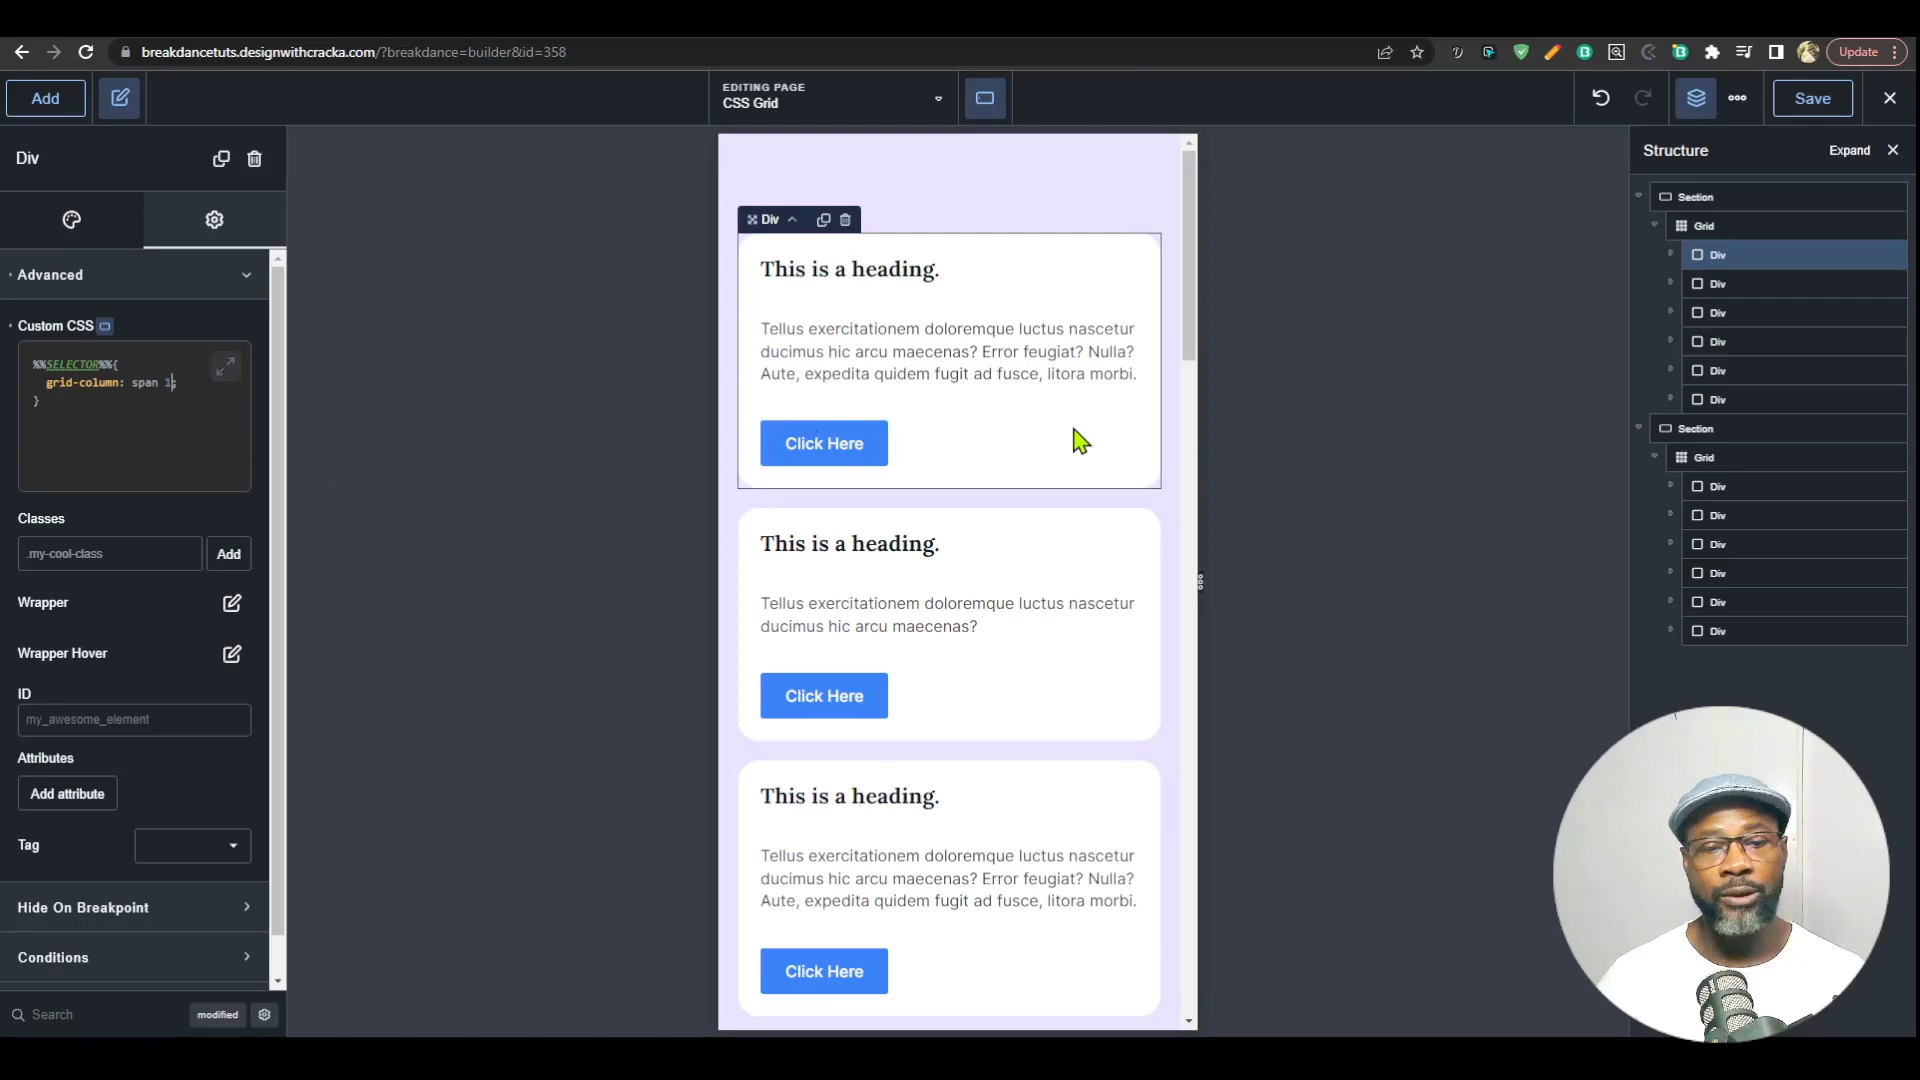 breakdancetuts.designwithcracka.com/?breakdance=builder&id=358
Update
Add
EDITING PAGE
CSS Grid
Save
Div
Advanced
Custom CSS
%%SELECTOR%%{
grid-column: span 1;
}
Classes
.my-cool-class
Add
Wrapper
Wrapper Hover
ID
my_awesome_element
Attributes
Add attribute
Tag
Hide On Breakpoint
Conditions
Search
modified
Div
This is a heading.
Tellus exercitationem doloremque luctus nascetur
ducimus hic arcu maecenas? Error feugiat? Nulla?
Aute, expedita quidem fugit ad fusce, litora morbi.
Click Here
This is a heading.
Tellus exercitationem doloremque luctus nascetur
ducimus hic arcu maecenas?
Click Here
This is a heading.
Tellus exercitationem doloremque luctus nascetur
ducimus hic arcu maecenas? Error feugiat? Nulla?
Aute, expedita quidem fugit ad fusce, litora morbi.
Click Here
Structure
Expand
Section
Grid
Div
Div
Div
Div
Div
Div
Section
Grid
Div
Div
Div
Div
Div
Div